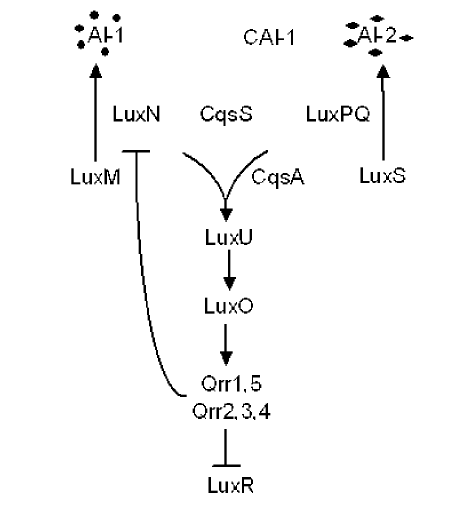 AI-1 CAI-1 AI-2
LuxN CqsS LuxPQ
LuxM CqsA LuxS
LuxU
LuxO
Qrr1,5
Qrr2,3,4
LuxR